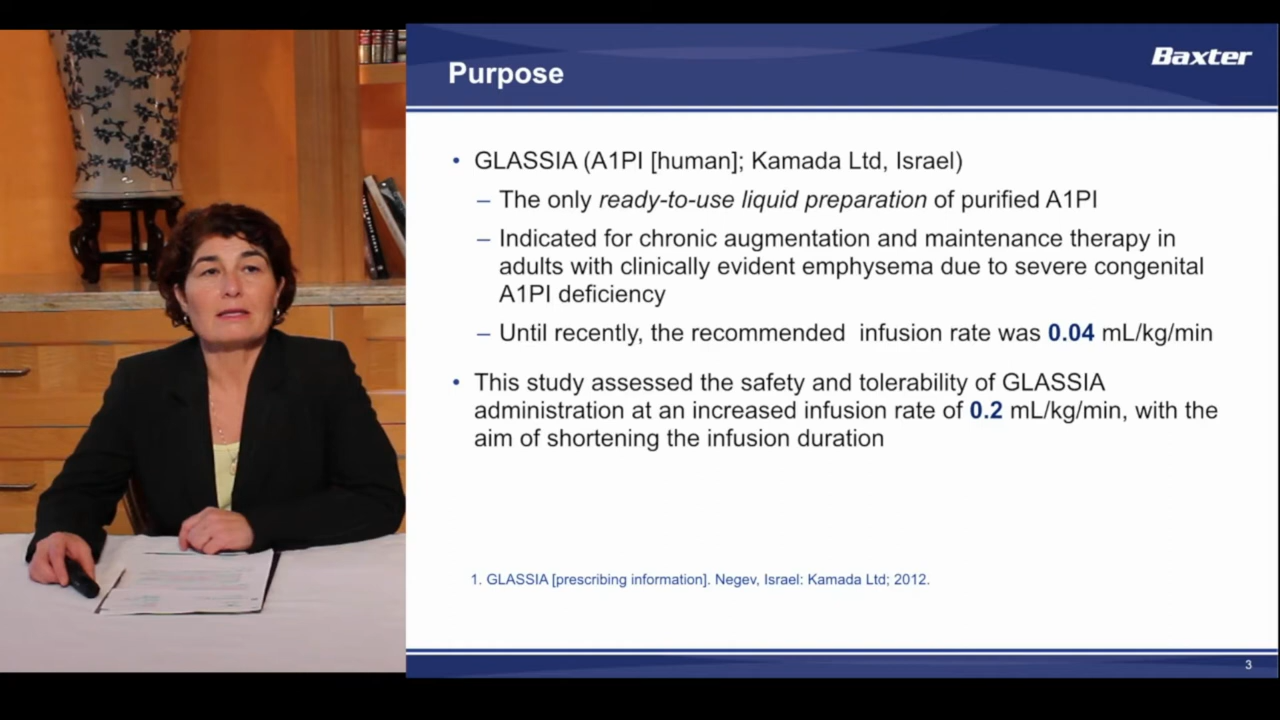 Baxter
Purpose
• GLASSIA (A1PI [human]; Kamada Ltd, Israel)
– The only ready-to-use liquid preparation of purified A1PI
– Indicated for chronic augmentation and maintenance therapy in
adults with clinically evident emphysema due to severe congenital
A1PI deficiency
– Until recently, the recommended infusion rate was 0.04 mL/kg/min
• This study assessed the safety and tolerability of GLASSIA
administration at an increased infusion rate of 0.2 mL/kg/min, with the
aim of shortening the infusion duration
1. GLASSIA [prescribing information]. Negev, Israel: Kamada Ltd; 2012.
3